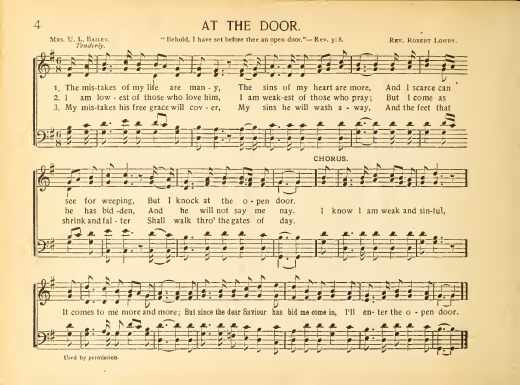 4
AT THE DOOR.
MRS. U. L. BAILEY. "Behold, I have set before thee an open door."—REV. 3:8. REV. ROBERT LOWRY.
Tenderly.
1. The mis-takes of my life are man-y, The sins of my heart are more, And I scarce can
2. I am low-est of those who love him, I am weak-est of those who pray; But I come as
3. My mis-takes his free grace will cov-er, My sins he will wash a-way, And the feet that
CHORUS.
see for weeping, But I knock at the o-pen door.
he has bid-den, And he will not say me nay. I know I am weak and sin-ful,
shrink and fal-ter Shall walk thro' the gates of day.
It comes to me more and more; But since the dear Saviour has bid me come in, I'll en-ter the o-pen door.
Used by permission.